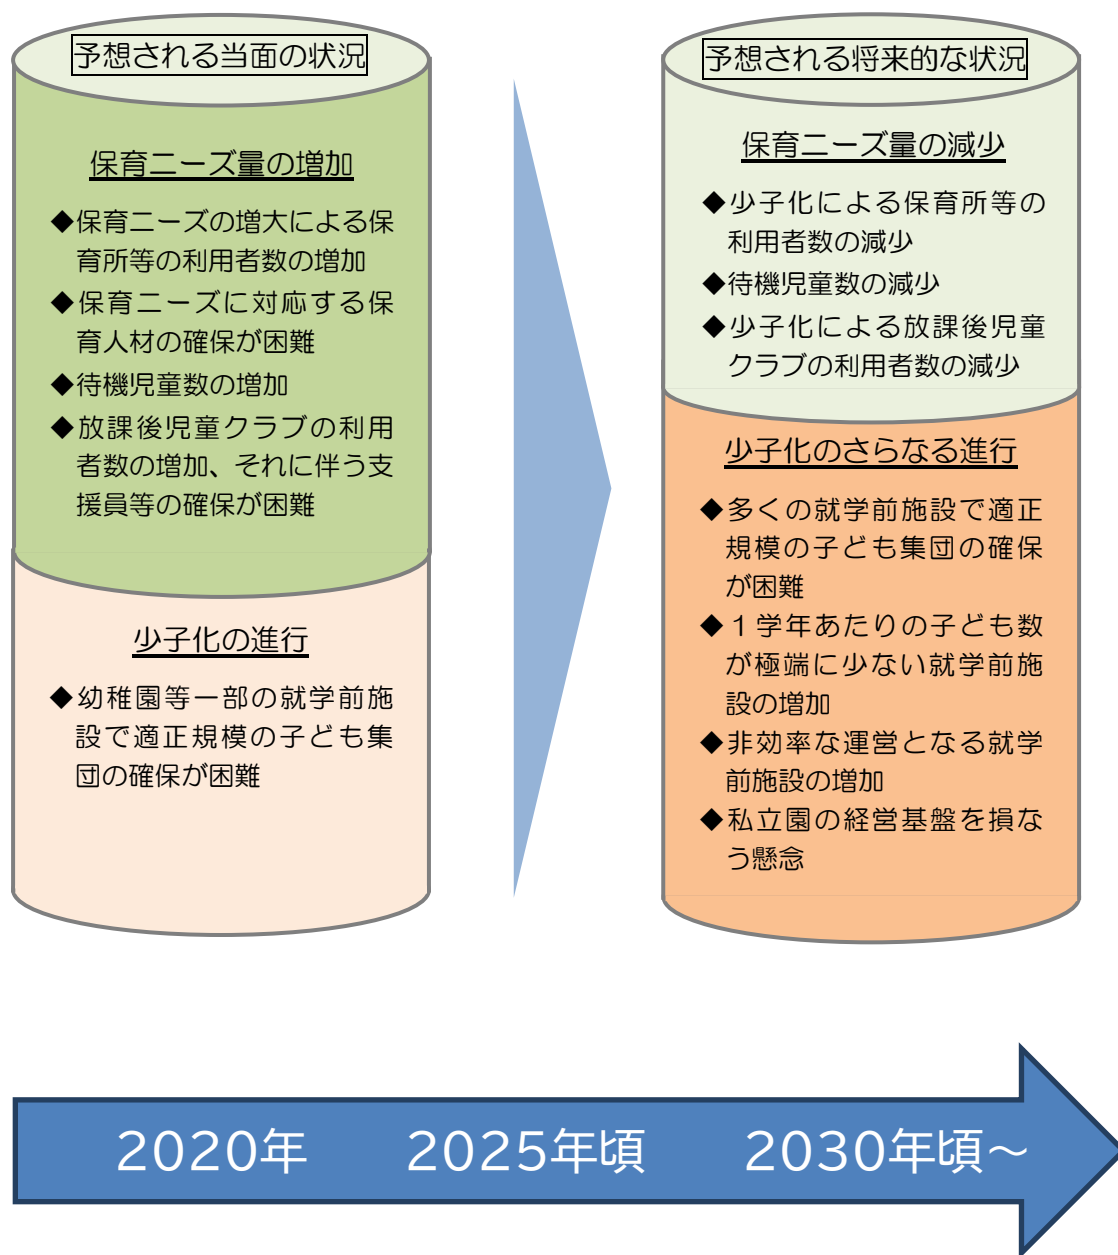 予想される当面の状況
保育ニーズ量の増加
◆保育ニーズの増大による保
育所等の利用者数の増加
◆保育ニーズに対応する保
育人材の確保が困難
◆待機児童数の増加
◆放課後児童クラブの利用
者数の増加、それに伴う支
援員等の確保が困難
少子化の進行
◆幼稚園等一部の就学前施
設で適正規模の子ども集
団の確保が困難
予想される将来的な状況
保育ニーズ量の減少
◆少子化による保育所等の
利用者数の減少
◆待機児童数の減少
◆少子化による放課後児童
クラブの利用者数の減少
少子化のさらなる進行
◆多くの就学前施設で適正
規模の子ども集団の確保
が困難
◆１学年あたりの子ども数
が極端に少ない就学前施
設の増加
◆非効率な運営となる就学
前施設の増加
◆私立園の経営基盤を損な
う懸念
2020年 2025年頃 2030年頃～